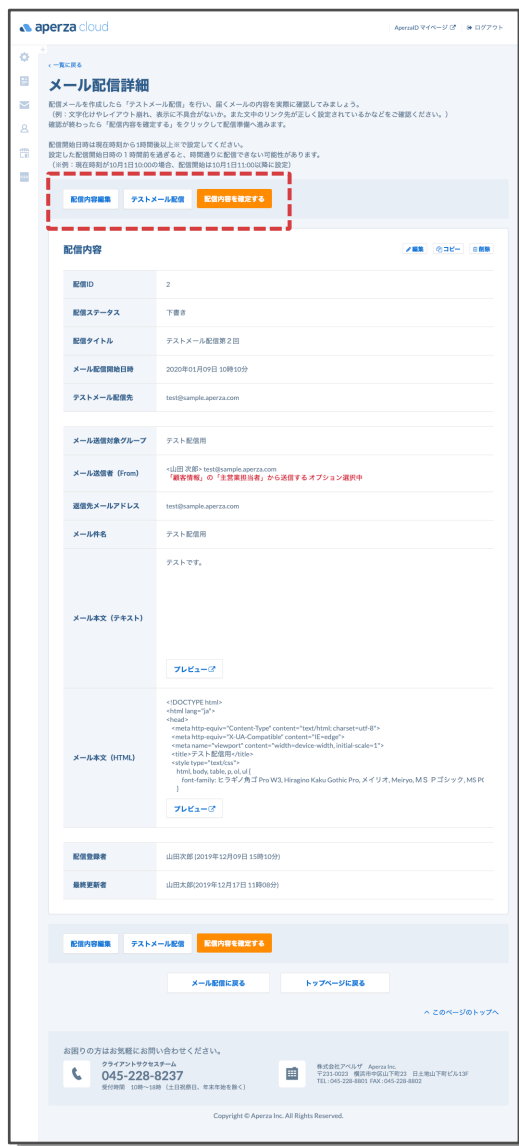 aperza cloud
AperzaID マイページ
ログアウト
‹ 一覧に戻る
メール配信詳細
配信メールを作成したら「テストメール配信」を行い、届くメールの内容を実際に確認してみましょう。
（例：文字化けやレイアウト崩れ、表示に不具合がないか。また文中のリンク先が正しく設定されているかなどをご確認ください。）
確認が終わったら「配信内容を確定する」をクリックして配信準備へ進みます。
配信開始日時は現在時刻から1時間後以上※で設定してください。
設定した配信開始日時の1時間前を過ぎると、時間通りに配信できない可能性があります。
（※例：現在時刻が10月1日10:00の場合、配信開始は10月1日11:00以降に設定）
配信内容編集 テストメール配信 配信内容を確定する
配信内容
編集 コピー 削除
配信ID 2
配信ステータス 下書き
配信タイトル テストメール配信第２回
メール配信開始日時 2020年01月09日 10時10分
テストメール配信先 test@sample.aperza.com
メール送信対象グループ テスト配信用
メール送信者（From） <山田 次郎> test@sample.aperza.com
「顧客情報」の「主営業担当者」から送信する オプション選択中
返信先メールアドレス test@sample.aperza.com
メール件名 テスト配信用
テストです。
メール本文（テキスト）
プレビュー
<!DOCTYPE html>
<html lang="ja">
<head>
<meta http-equiv="Content-Type" content="text/html; charset=utf-8">
<meta http-equiv="X-UA-Compatible" content="IE=edge">
<meta name="viewport" content="width=device-width, initial-scale=1">
メール本文（HTML）
<title>テスト配信用</title>
<style type="text/css">
html, body, table, p, ol, ul {
font-family: ヒラギノ角ゴ Pro W3, Hiragino Kaku Gothic Pro, メイリオ, Meiryo, ＭＳ Ｐゴシック, MS PG
}
プレビュー
配信登録者 山田次郎 (2019年12月09日 15時10分)
最終更新者 山田太郎(2019年12月17日 11時08分)
配信内容編集 テストメール配信 配信内容を確定する
メール配信に戻る トップページに戻る
このページのトップへ
お困りの方はお気軽にお問い合わせください。
クライアントサクセスチーム
045-228-8237
受付時間 10時〜18時 （土日祝祭日、年末年始を除く）
株式会社アペルザ Aperza Inc.
〒231-0023 横浜市中区山下町23 日土地山下町ビル13F
TEL : 045-228-8801 FAX : 045-228-8802
Copyright © Aperza Inc. All Rights Reserved.